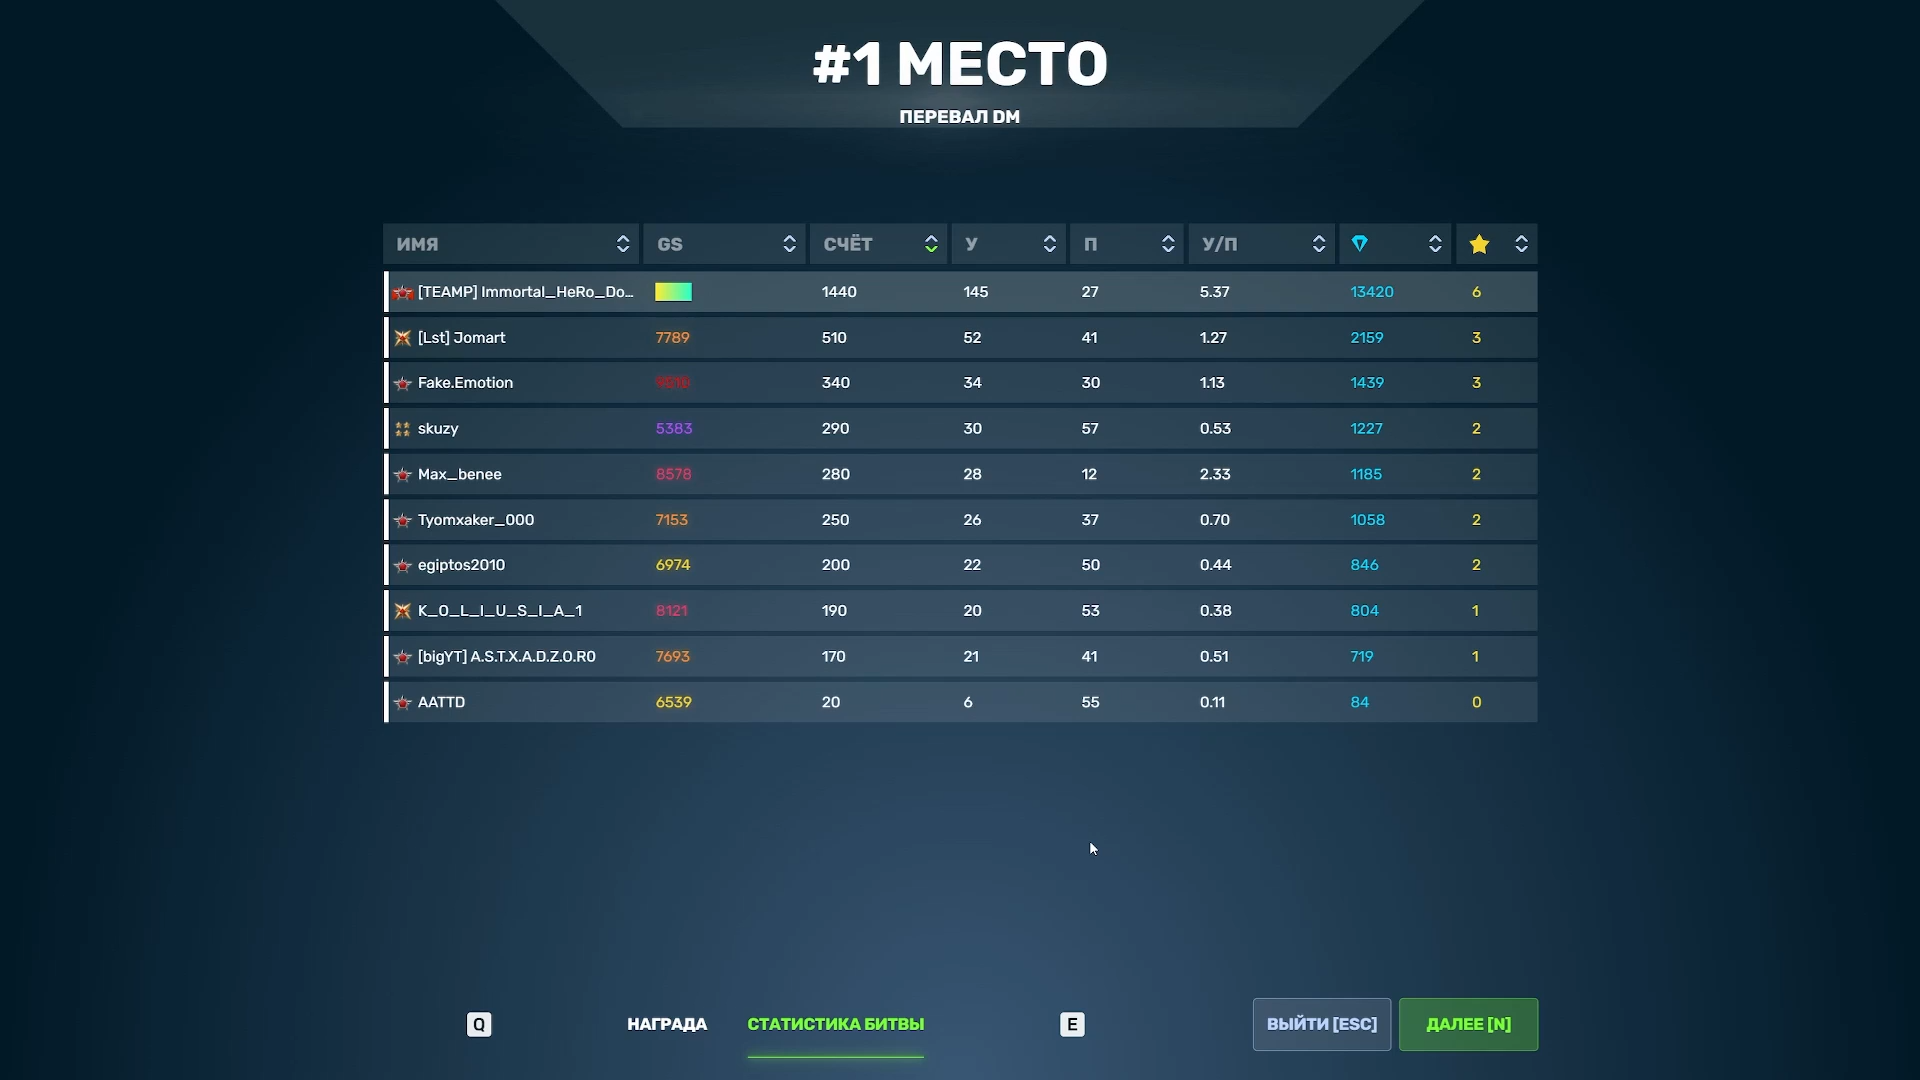 #1 МЕСТО
ПЕРЕВАЛ DM
ИМЯ GS СЧЁТ У П У/П
[TEAMP] Immortal_HeRo_Do... 1440 145 27 5.37 13420 6
[Lst] Jomart 7789 510 52 41 1.27 2159 3
Fake.Emotion 340 34 30 1.13 1439 3
skuzy 5383 290 30 57 0.53 1227 2
Max_benee 8578 280 28 12 2.33 1185 2
Tyomxaker_000 7153 250 26 37 0.70 1058 2
egiptos2010 6974 200 22 50 0.44 846 2
K_O_L_I_U_S_I_A_1 8121 190 20 53 0.38 804 1
[bigYT] A.S.T.X.A.D.Z.O.R0 7693 170 21 41 0.51 719 1
AATTD 6539 20 6 55 0.11 84 0
Q НАГРАДА СТАТИСТИКА БИТВЫ E ВЫЙТИ [ESC] ДАЛЕЕ [N]